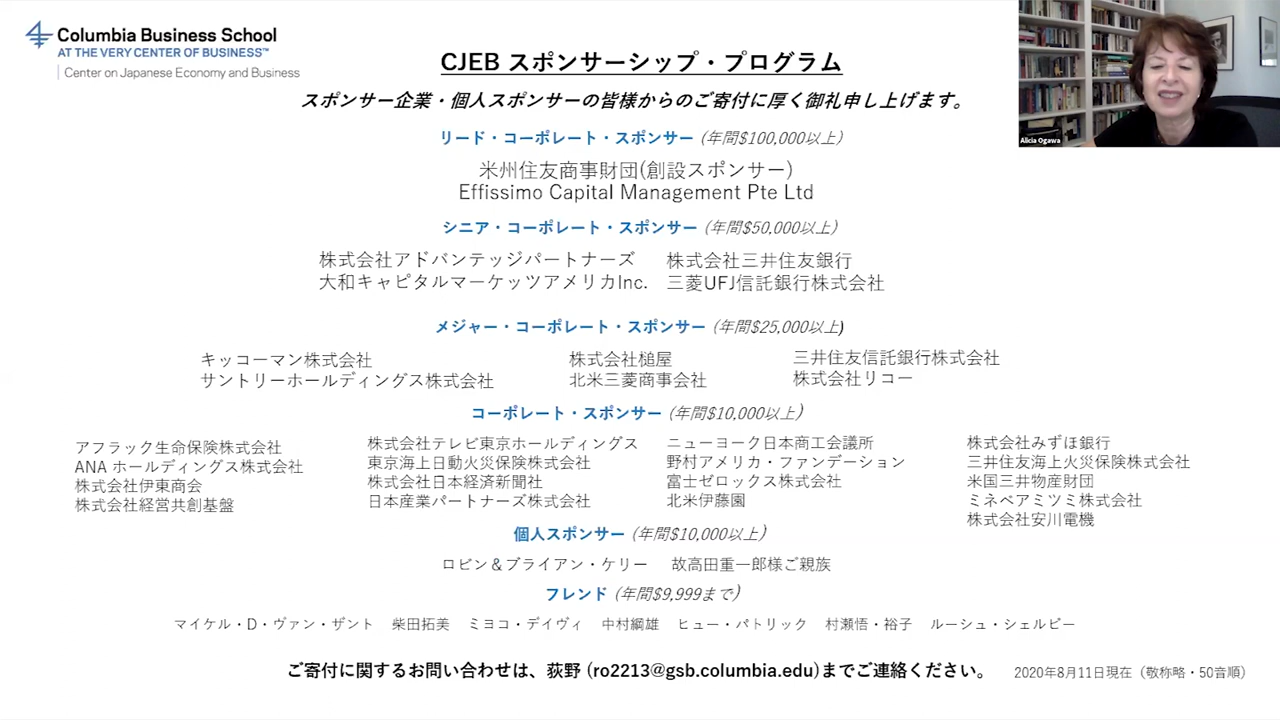 Columbia Business School
AT THE VERY CENTER OF BUSINESS™
Center on Japanese Economy and Business
CJEB スポンサーシップ・プログラム
スポンサー企業・個人スポンサーの皆様からのご寄付に厚く御礼申し上げます。
リード・コーポレート・スポンサー (年間$100,000以上)
米州住友商事財団(創設スポンサー)
Effissimo Capital Management Pte Ltd
シニア・コーポレート・スポンサー (年間$50,000以上)
株式会社アドバンテッジパートナーズ 株式会社三井住友銀行
大和キャピタルマーケッツアメリカInc. 三菱UFJ信託銀行株式会社
メジャー・コーポレート・スポンサー (年間$25,000以上)
キッコーマン株式会社 株式会社槌屋 三井住友信託銀行株式会社
サントリーホールディングス株式会社 北米三菱商事会社 株式会社リコー
コーポレート・スポンサー (年間$10,000以上)
アフラック生命保険株式会社
ANA ホールディングス株式会社
株式会社伊東商会
株式会社経営共創基盤
株式会社テレビ東京ホールディングス
東京海上日動火災保険株式会社
株式会社日本経済新聞社
日本産業パートナーズ株式会社
ニューヨーク日本商工会議所
野村アメリカ・ファンデーション
富士ゼロックス株式会社
北米伊藤園
株式会社みずほ銀行
三井住友海上火災保険株式会社
米国三井物産財団
ミネベアミツミ株式会社
株式会社安川電機
個人スポンサー (年間$10,000以上)
ロビン＆ブライアン・ケリー 故高田重一郎様ご親族
フレンド (年間$9,999まで)
マイケル・D・ヴァン・ザント 柴田拓美 ミヨコ・デイヴィ 中村綱雄 ヒュー・パトリック 村瀬悟・裕子 ルーシュ・シェルビー
ご寄付に関するお問い合わせは、荻野 (ro2213@gsb.columbia.edu)までご連絡ください。
2020年8月11日現在（敬称略・50音順）
Alicia Ogawa